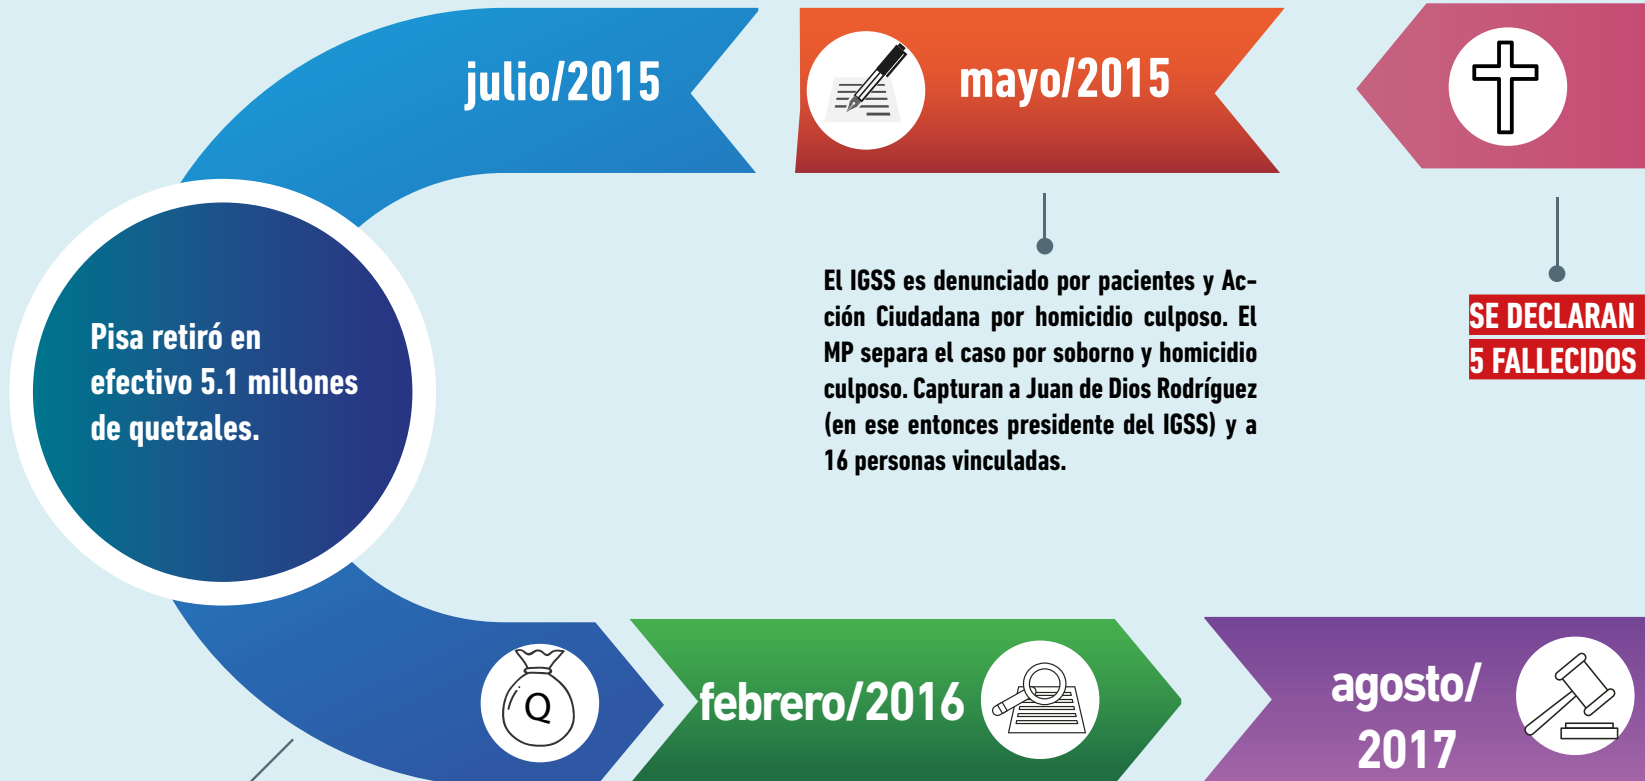 julio/2015
mayo/2015
El IGSS es denunciado por pacientes y Ac-
ción Ciudadana por homicidio culposo. El
MP separa el caso por soborno y homicidio
culposo. Capturan a Juan de Dios Rodríguez
(en ese entonces presidente del IGSS) y a
16 personas vinculadas.
SE DECLARAN
5 FALLECIDOS
Pisa retiró en
efectivo 5.1 millones
de quetzales.
Q
febrero/2016
agosto/
2017